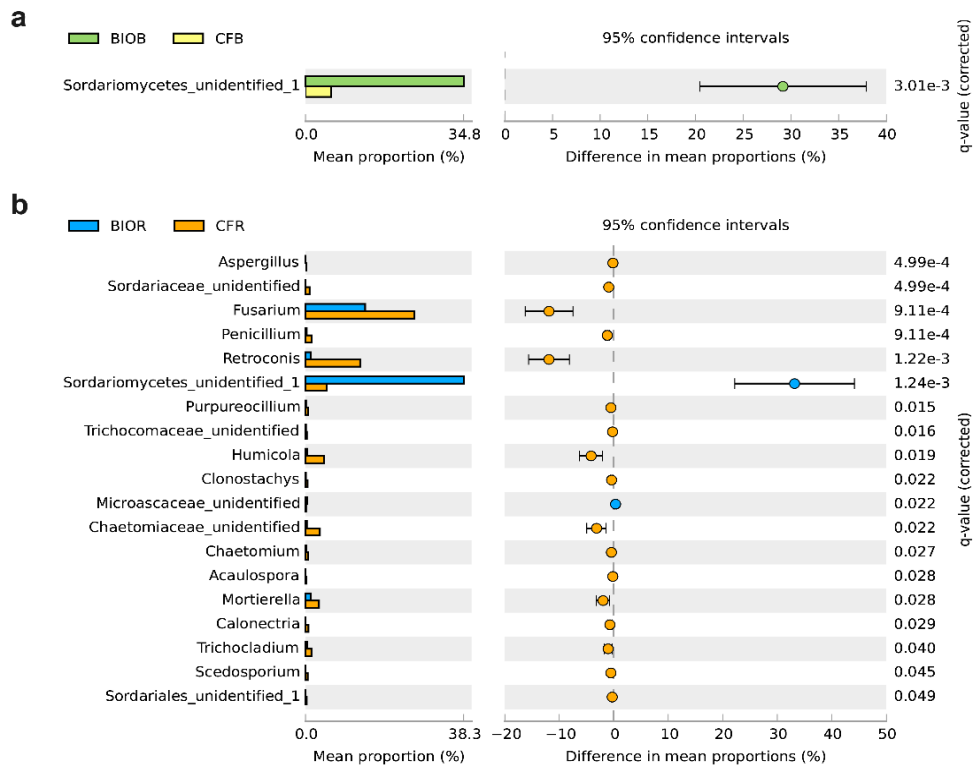 a
BIOB CFB 95% confidence intervals
Sordariomycetes_unidentified_1 3.01e-3
0.0 34.8 0 5 10 15 20 25 30 35 40
Mean proportion (%) Difference in mean proportions (%)
q-value (corrected)
b
BIOR CFR 95% confidence intervals
Aspergillus 4.99e-4
Sordariaceae_unidentified 4.99e-4
Fusarium 9.11e-4
Penicillium 9.11e-4
Retroconis 1.22e-3
Sordariomycetes_unidentified_1 1.24e-3
Purpureocillium 0.015
Trichocomaceae_unidentified 0.016
Humicola 0.019
Clonostachys 0.022
Microascaceae_unidentified 0.022
Chaetomiaceae_unidentified 0.022
Chaetomium 0.027
Acaulospora 0.028
Mortierella 0.028
Calonectria 0.029
Trichocladium 0.040
Scedosporium 0.045
Sordariales_unidentified_1 0.049
0.0 38.3 −20 −10 0 10 20 30 40 50
Mean proportion (%) Difference in mean proportions (%)
q-value (corrected)